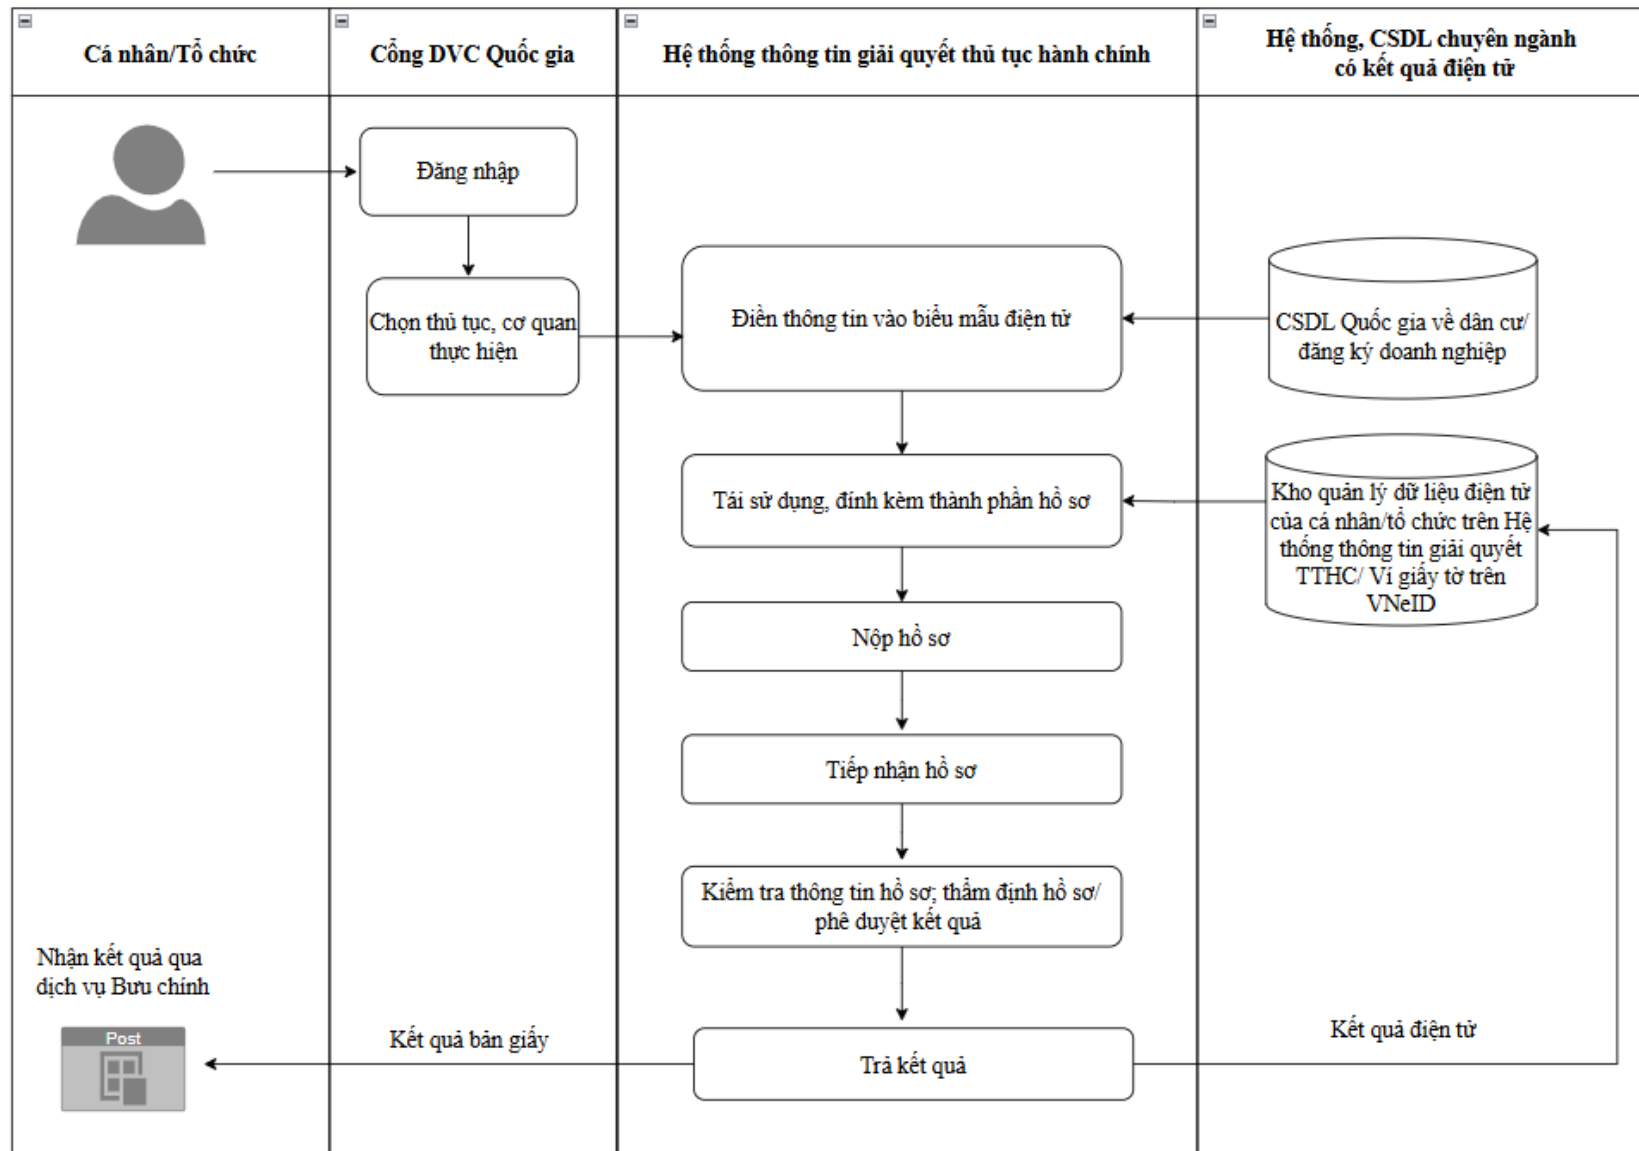 Cá nhân/Tổ chức
Cổng DVC Quốc gia
Hệ thống thông tin giải quyết thủ tục hành chính
Hệ thống, CSDL chuyên ngành
có kết quả điện tử
Đăng nhập
Chọn thủ tục, cơ quan
thực hiện
Điền thông tin vào biểu mẫu điện tử
CSDL Quốc gia về dân cư/
đăng ký doanh nghiệp
Tái sử dụng, đính kèm thành phần hồ sơ
Kho quản lý dữ liệu điện tử
của cá nhân/tổ chức trên Hệ
thống thông tin giải quyết
TTHC/ Ví giấy tờ trên
VNeID
Nộp hồ sơ
Tiếp nhận hồ sơ
Kiểm tra thông tin hồ sơ; thẩm định hồ sơ/
phê duyệt kết quả
Nhận kết quả qua
dịch vụ Bưu chính
Post
Kết quả bản giấy
Trả kết quả
Kết quả điện tử